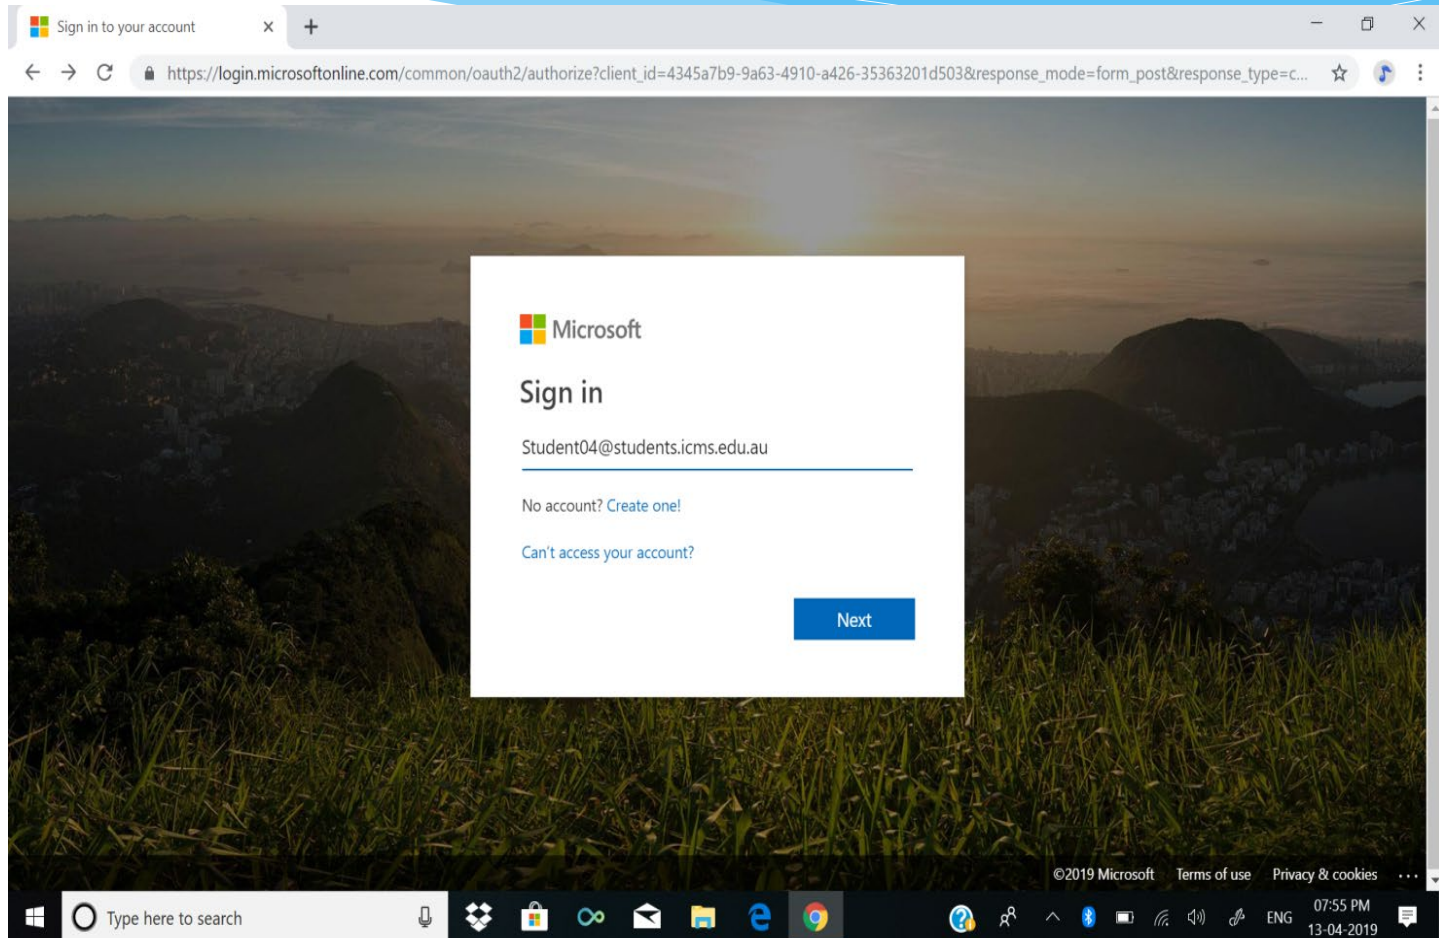 Sign in to your account
https://login.microsoftonline.com/common/oauth2/authorize?client_id=4345a7b9-9a63-4910-a426-35363201d503&response_mode=form_post&response_type=c...
Microsoft
Sign in
Student04@students.icms.edu.au
No account? Create one!
Can't access your account?
Next
©2019 Microsoft Terms of use Privacy & cookies ...
Type here to search
ENG
07:55 PM
13-04-2019